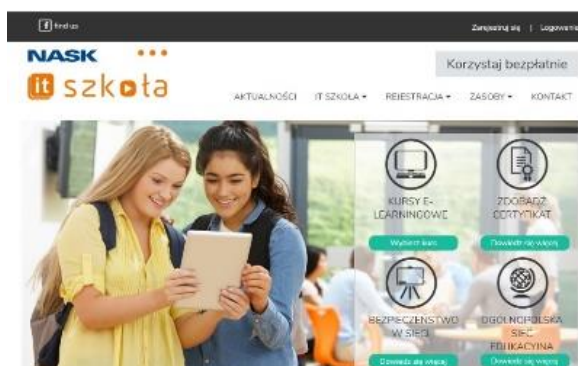 f find us
Zarejestruj się | Logowanie
NASK
it szkoła
Korzystaj bezpłatnie
AKTUALNOŚCI IT SZKOŁA REJESTRACJA ZASOBY KONTAKT
KURSY E-
LEARNINGOWE
Wybierz kurs
ZDOBĄDŹ
CERTYFIKAT
Dowiedz się więcej
BEZPIECZEŃSTWO
W SIECI
Dowiedz się więcej
OGÓLNOPOLSKA
SIEĆ
EDUKACYJNA
Dowiedz się więcej